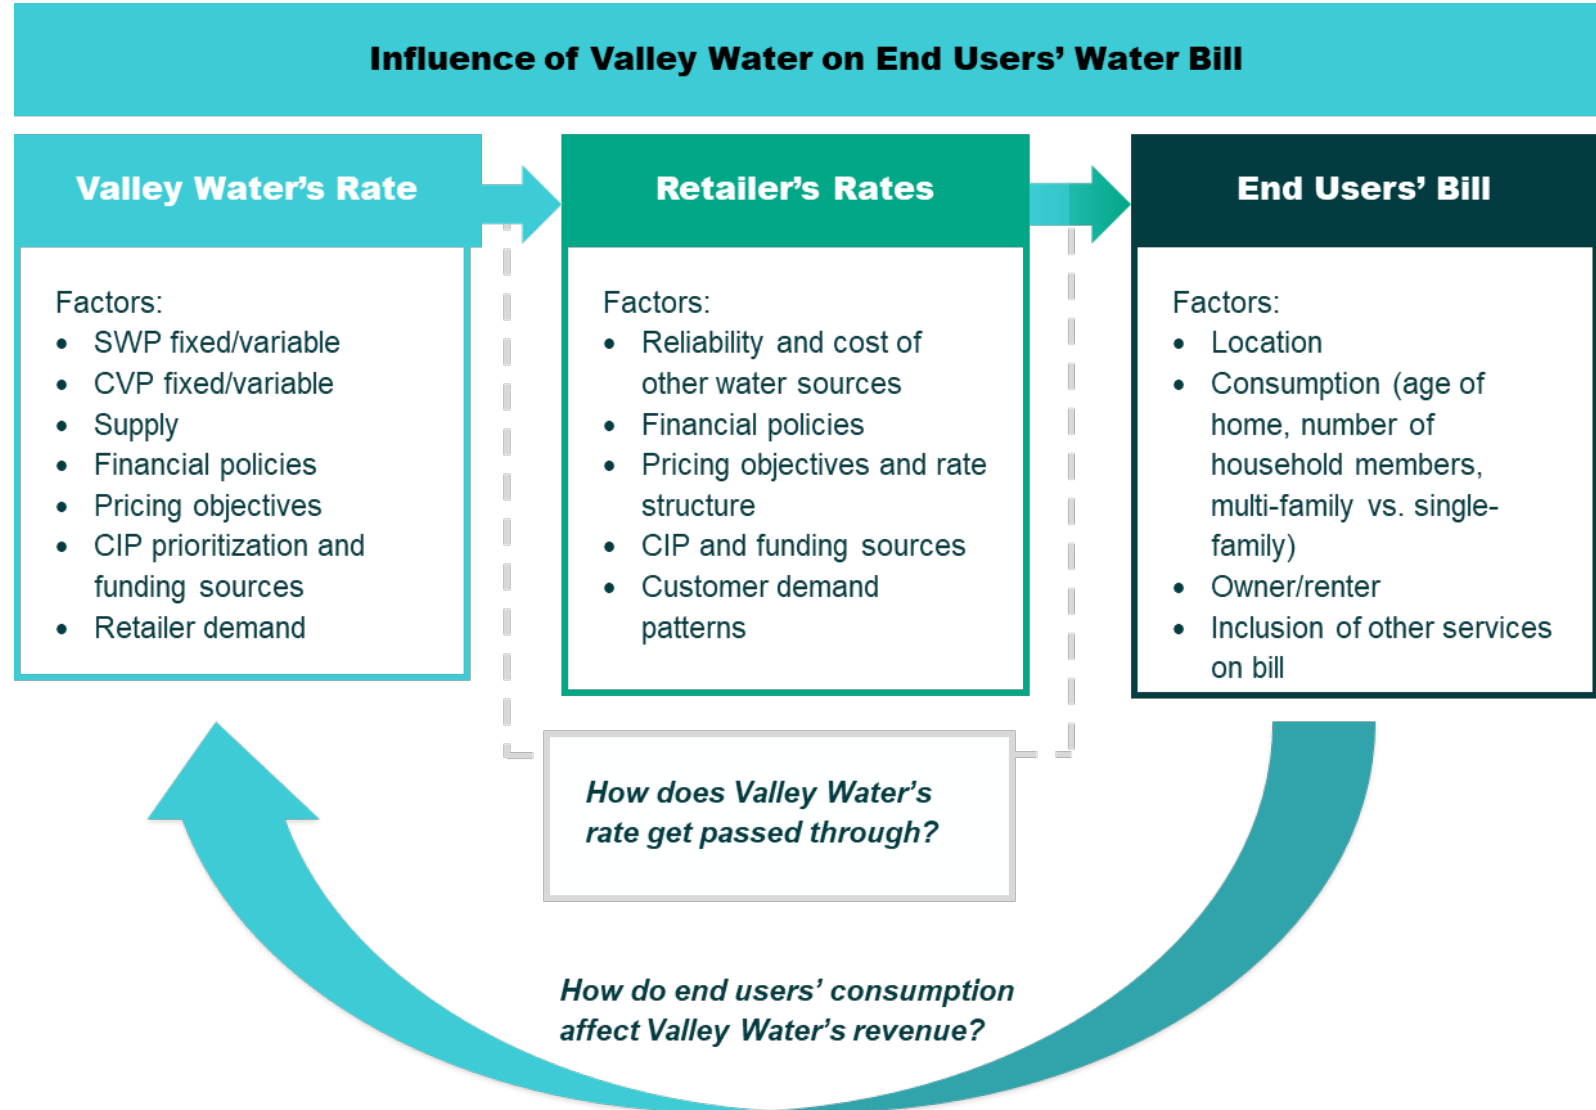 Influence of Valley Water on End Users’ Water Bill
Valley Water’s Rate
Factors:
• SWP fixed/variable
• CVP fixed/variable
• Supply
• Financial policies
• Pricing objectives
• CIP prioritization and
funding sources
• Retailer demand
Retailer’s Rates
Factors:
• Reliability and cost of
other water sources
• Financial policies
• Pricing objectives and rate
structure
• CIP and funding sources
• Customer demand
patterns
End Users’ Bill
Factors:
• Location
• Consumption (age of
home, number of
household members,
multi-family vs. single-
family)
• Owner/renter
• Inclusion of other services
on bill
How does Valley Water’s
rate get passed through?
How do end users’ consumption
affect Valley Water’s revenue?